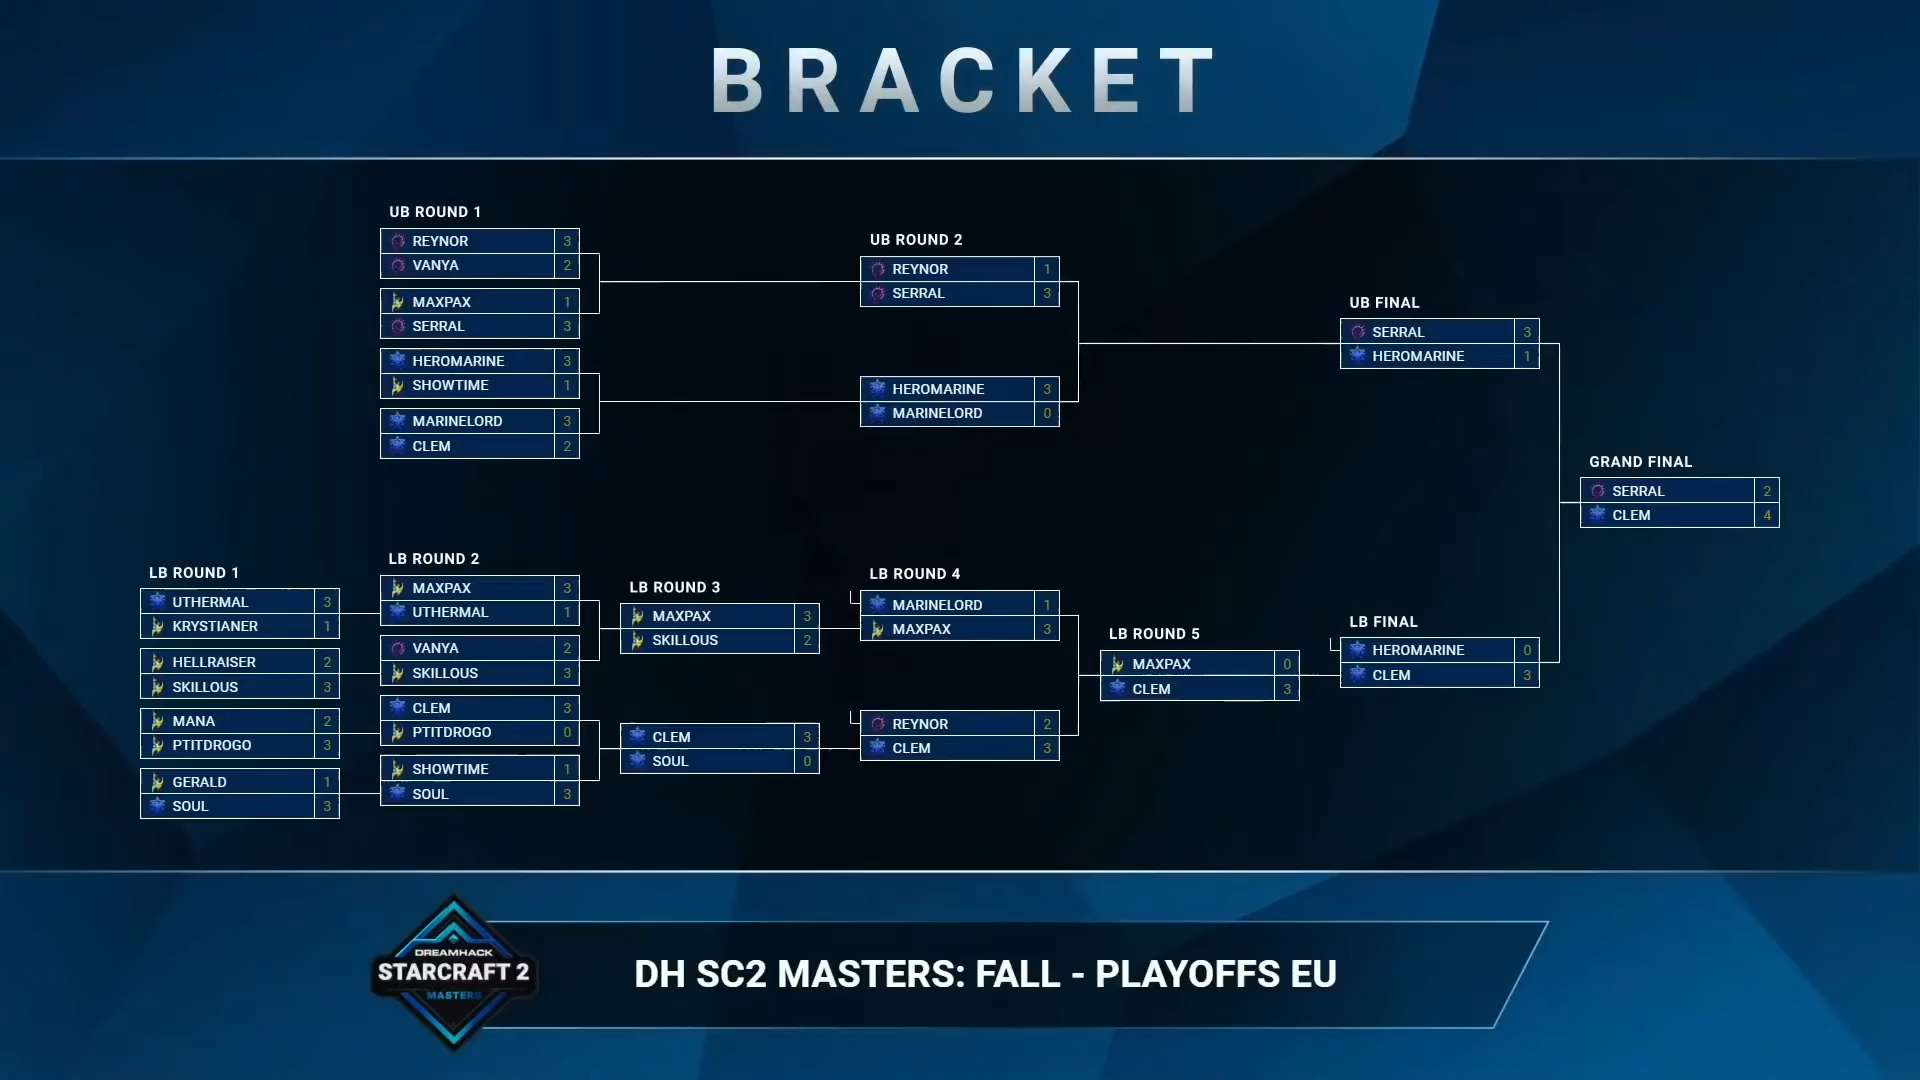 BRACKET
UB ROUND 1
REYNOR 3
VANYA 2
MAXPAX 1
SERRAL 3
HEROMARINE 3
SHOWTIME 1
MARINELORD 3
CLEM 2
UB ROUND 2
REYNOR 1
SERRAL 3
HEROMARINE 3
MARINELORD 0
UB FINAL
SERRAL 3
HEROMARINE 1
GRAND FINAL
SERRAL 2
CLEM 4
LB ROUND 1
UTHERMAL 3
KRYSTIANER 1
HELLRAISER 2
SKILLOUS 3
MANA 2
PTITDROGO 3
GERALD 1
SOUL 3
LB ROUND 2
MAXPAX 3
UTHERMAL 1
VANYA 2
SKILLOUS 3
CLEM 3
PTITDROGO 0
SHOWTIME 1
SOUL 3
LB ROUND 3
MAXPAX 3
SKILLOUS 2
CLEM 3
SOUL 0
LB ROUND 4
MARINELORD 1
MAXPAX 3
REYNOR 2
CLEM 3
LB ROUND 5
MAXPAX 0
CLEM 3
LB FINAL
HEROMARINE 0
CLEM 3
DREAMHACK
STARCRAFT 2
MASTERS
DH SC2 MASTERS: FALL - PLAYOFFS EU